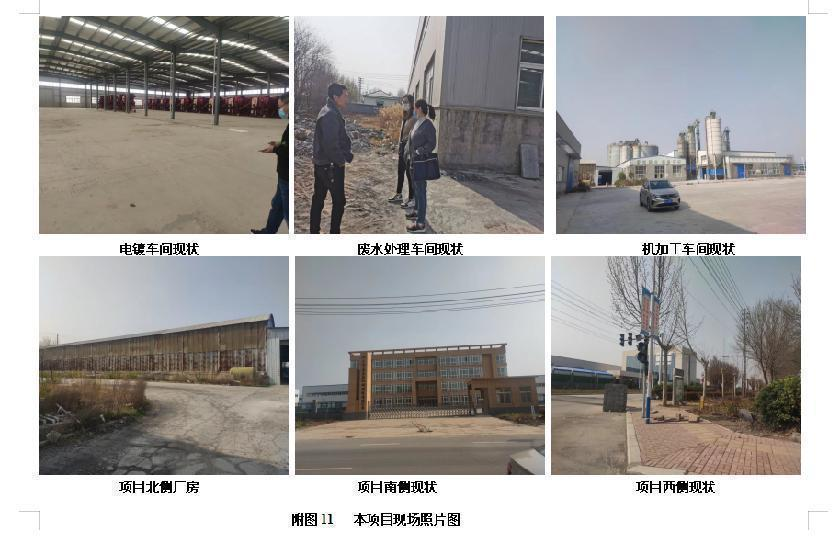 电镀车间现状
废水处理车间现状
机加工车间现状
项目北侧厂房
项目南侧现状
项目西侧现状
附图 11 本项目现场照片图